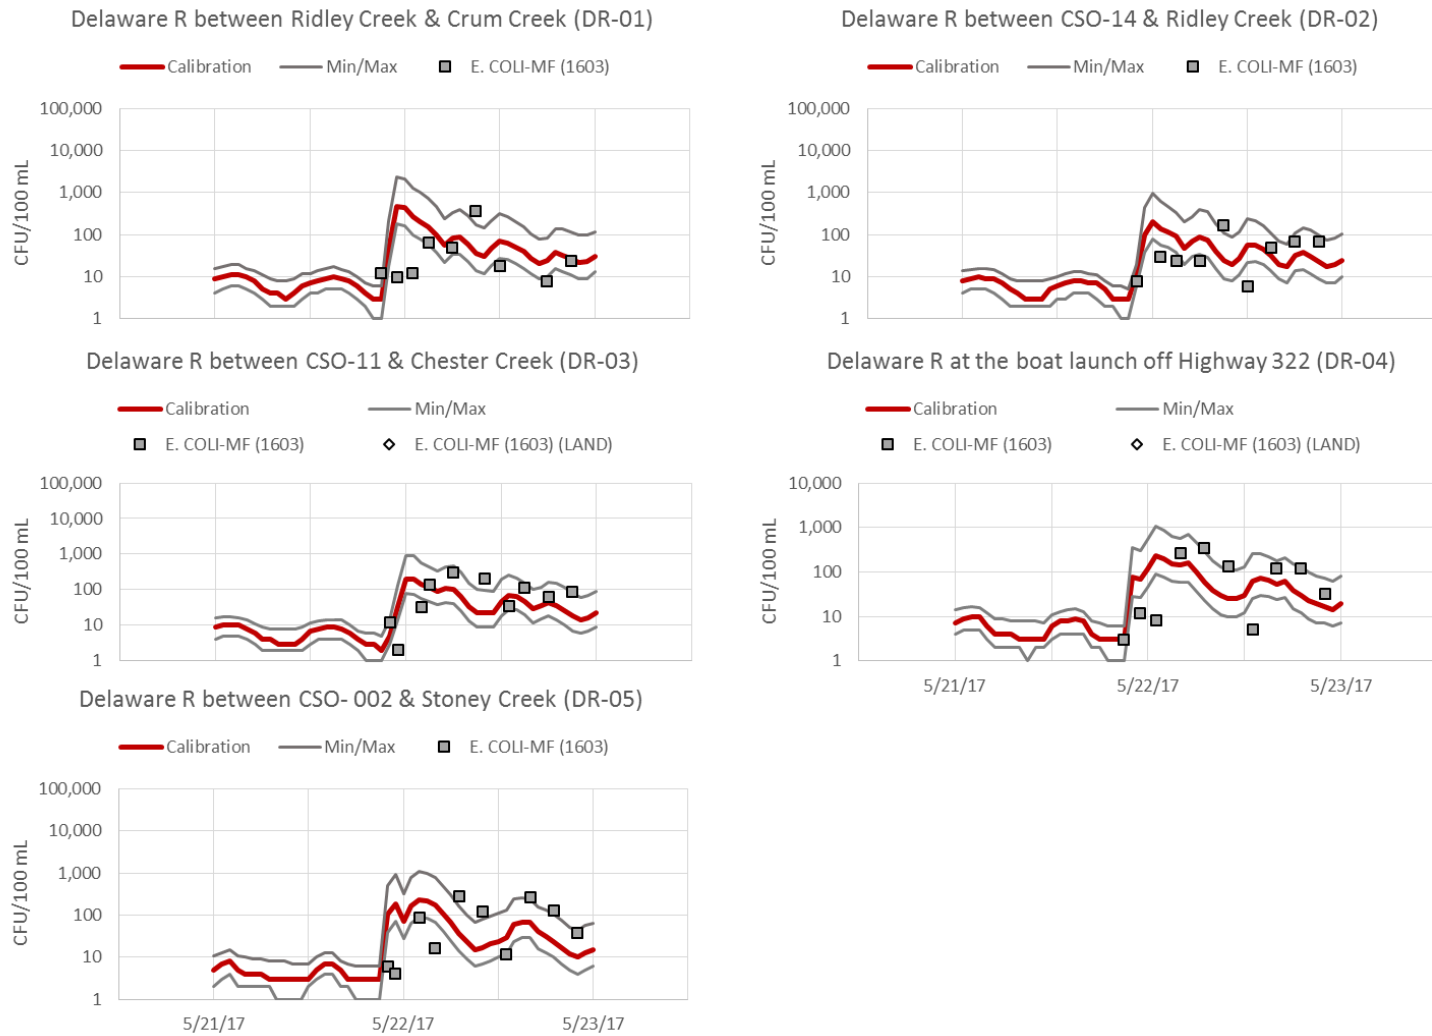 Delaware R between Ridley Creek & Crum Creek (DR-01)
Calibration Min/Max E. COLI-MF (1603)
CFU/100 mL
100,000
10,000
1,000
100
10
1
Delaware R between CSO-14 & Ridley Creek (DR-02)
Calibration Min/Max E. COLI-MF (1603)
CFU/100 mL
100,000
10,000
1,000
100
10
1
Delaware R between CSO-11 & Chester Creek (DR-03)
Calibration Min/Max
E. COLI-MF (1603) E. COLI-MF (1603) (LAND)
CFU/100 mL
100,000
10,000
1,000
100
10
1
Delaware R at the boat launch off Highway 322 (DR-04)
Calibration Min/Max
E. COLI-MF (1603) E. COLI-MF (1603) (LAND)
CFU/100 mL
10,000
1,000
100
10
1
5/21/17 5/22/17 5/23/17
Delaware R between CSO- 002 & Stoney Creek (DR-05)
Calibration Min/Max E. COLI-MF (1603)
CFU/100 mL
100,000
10,000
1,000
100
10
1
5/21/17 5/22/17 5/23/17